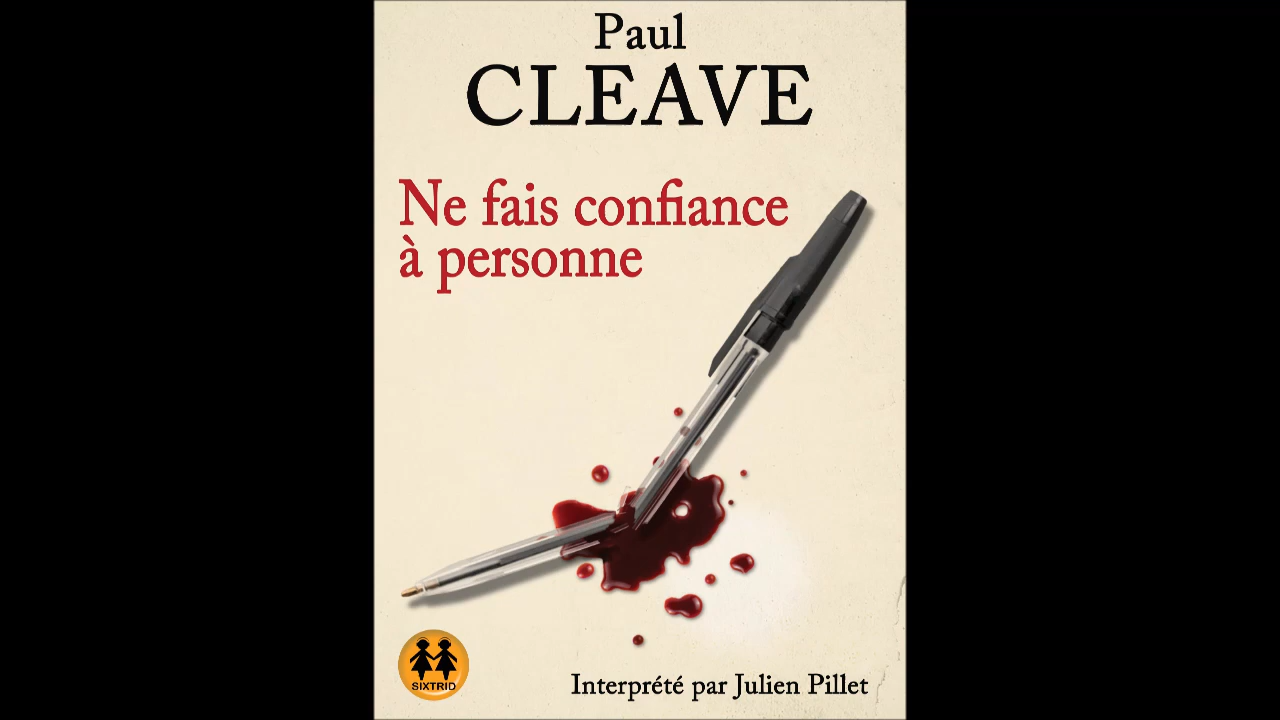 Paul
CLEAVE
Ne fais confiance
à personne
SIXTRID
Interprété par Julien Pillet